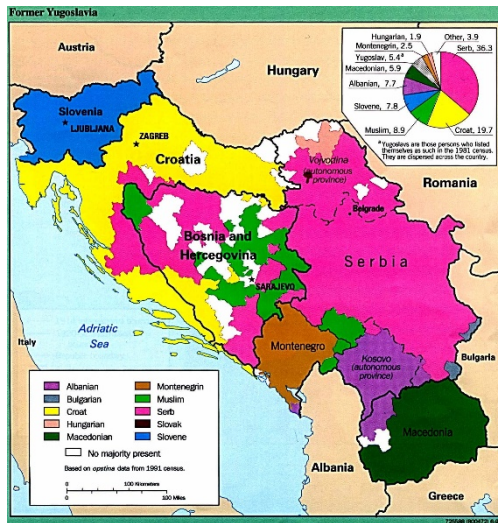 Former Yugoslavia
Austria
Hungary
Hungarian, 1.9
Other, 3.9
Montenegrin, 2.5
Serb, 36.3
Yugoslav, 5.4ª
Macedonian, 5.9
Albanian, 7.7
Slovene, 7.8
Muslim, 8.9
Croat, 19.7
ª Yugoslavs are those persons who listed
themselves as such in the 1981 census.
They are dispersed across the country.
Slovenia
LJUBLJANA
ZAGREB
Croatia
Vojvodina
(autonomous
province)
Romania
Belgrade
Bosnia and
Hercegovina
Serbia
SARAJEVO
Adriatic
Sea
Italy
Montenegro
Kosovo
(autonomous
province)
Bulgaria
Macedonia
Albania
Greece
Albanian
Montenegrin
Bulgarian
Muslim
Croat
Serb
Hungarian
Slovak
Macedonian
Slovene
No majority present
Based on opstina data from 1991 census.
0 100 Kilometers
0 100 Miles